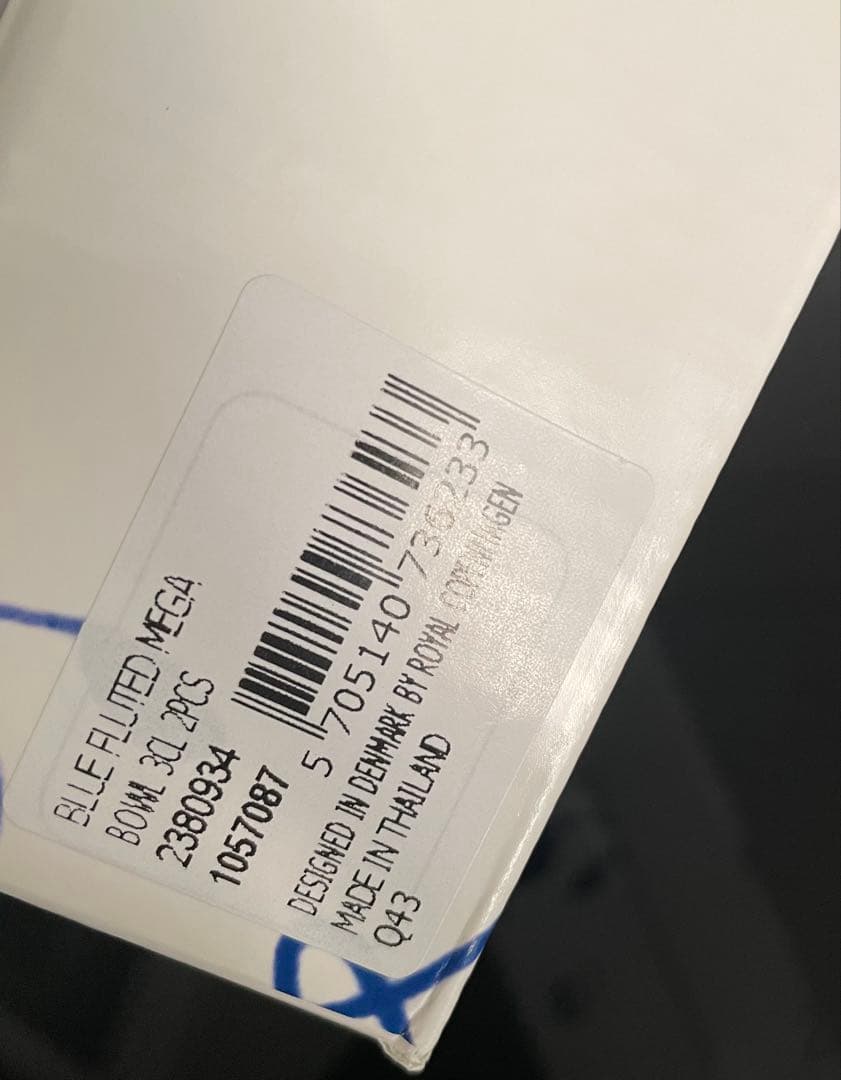 BLUE FLUTED MEGA
BOWL 3CL 2PCS
2380934
1057087
5 705140 736233
DESIGNED IN DENMARK BY ROYAL COPENHAGEN
MADE IN THAILAND
Q43